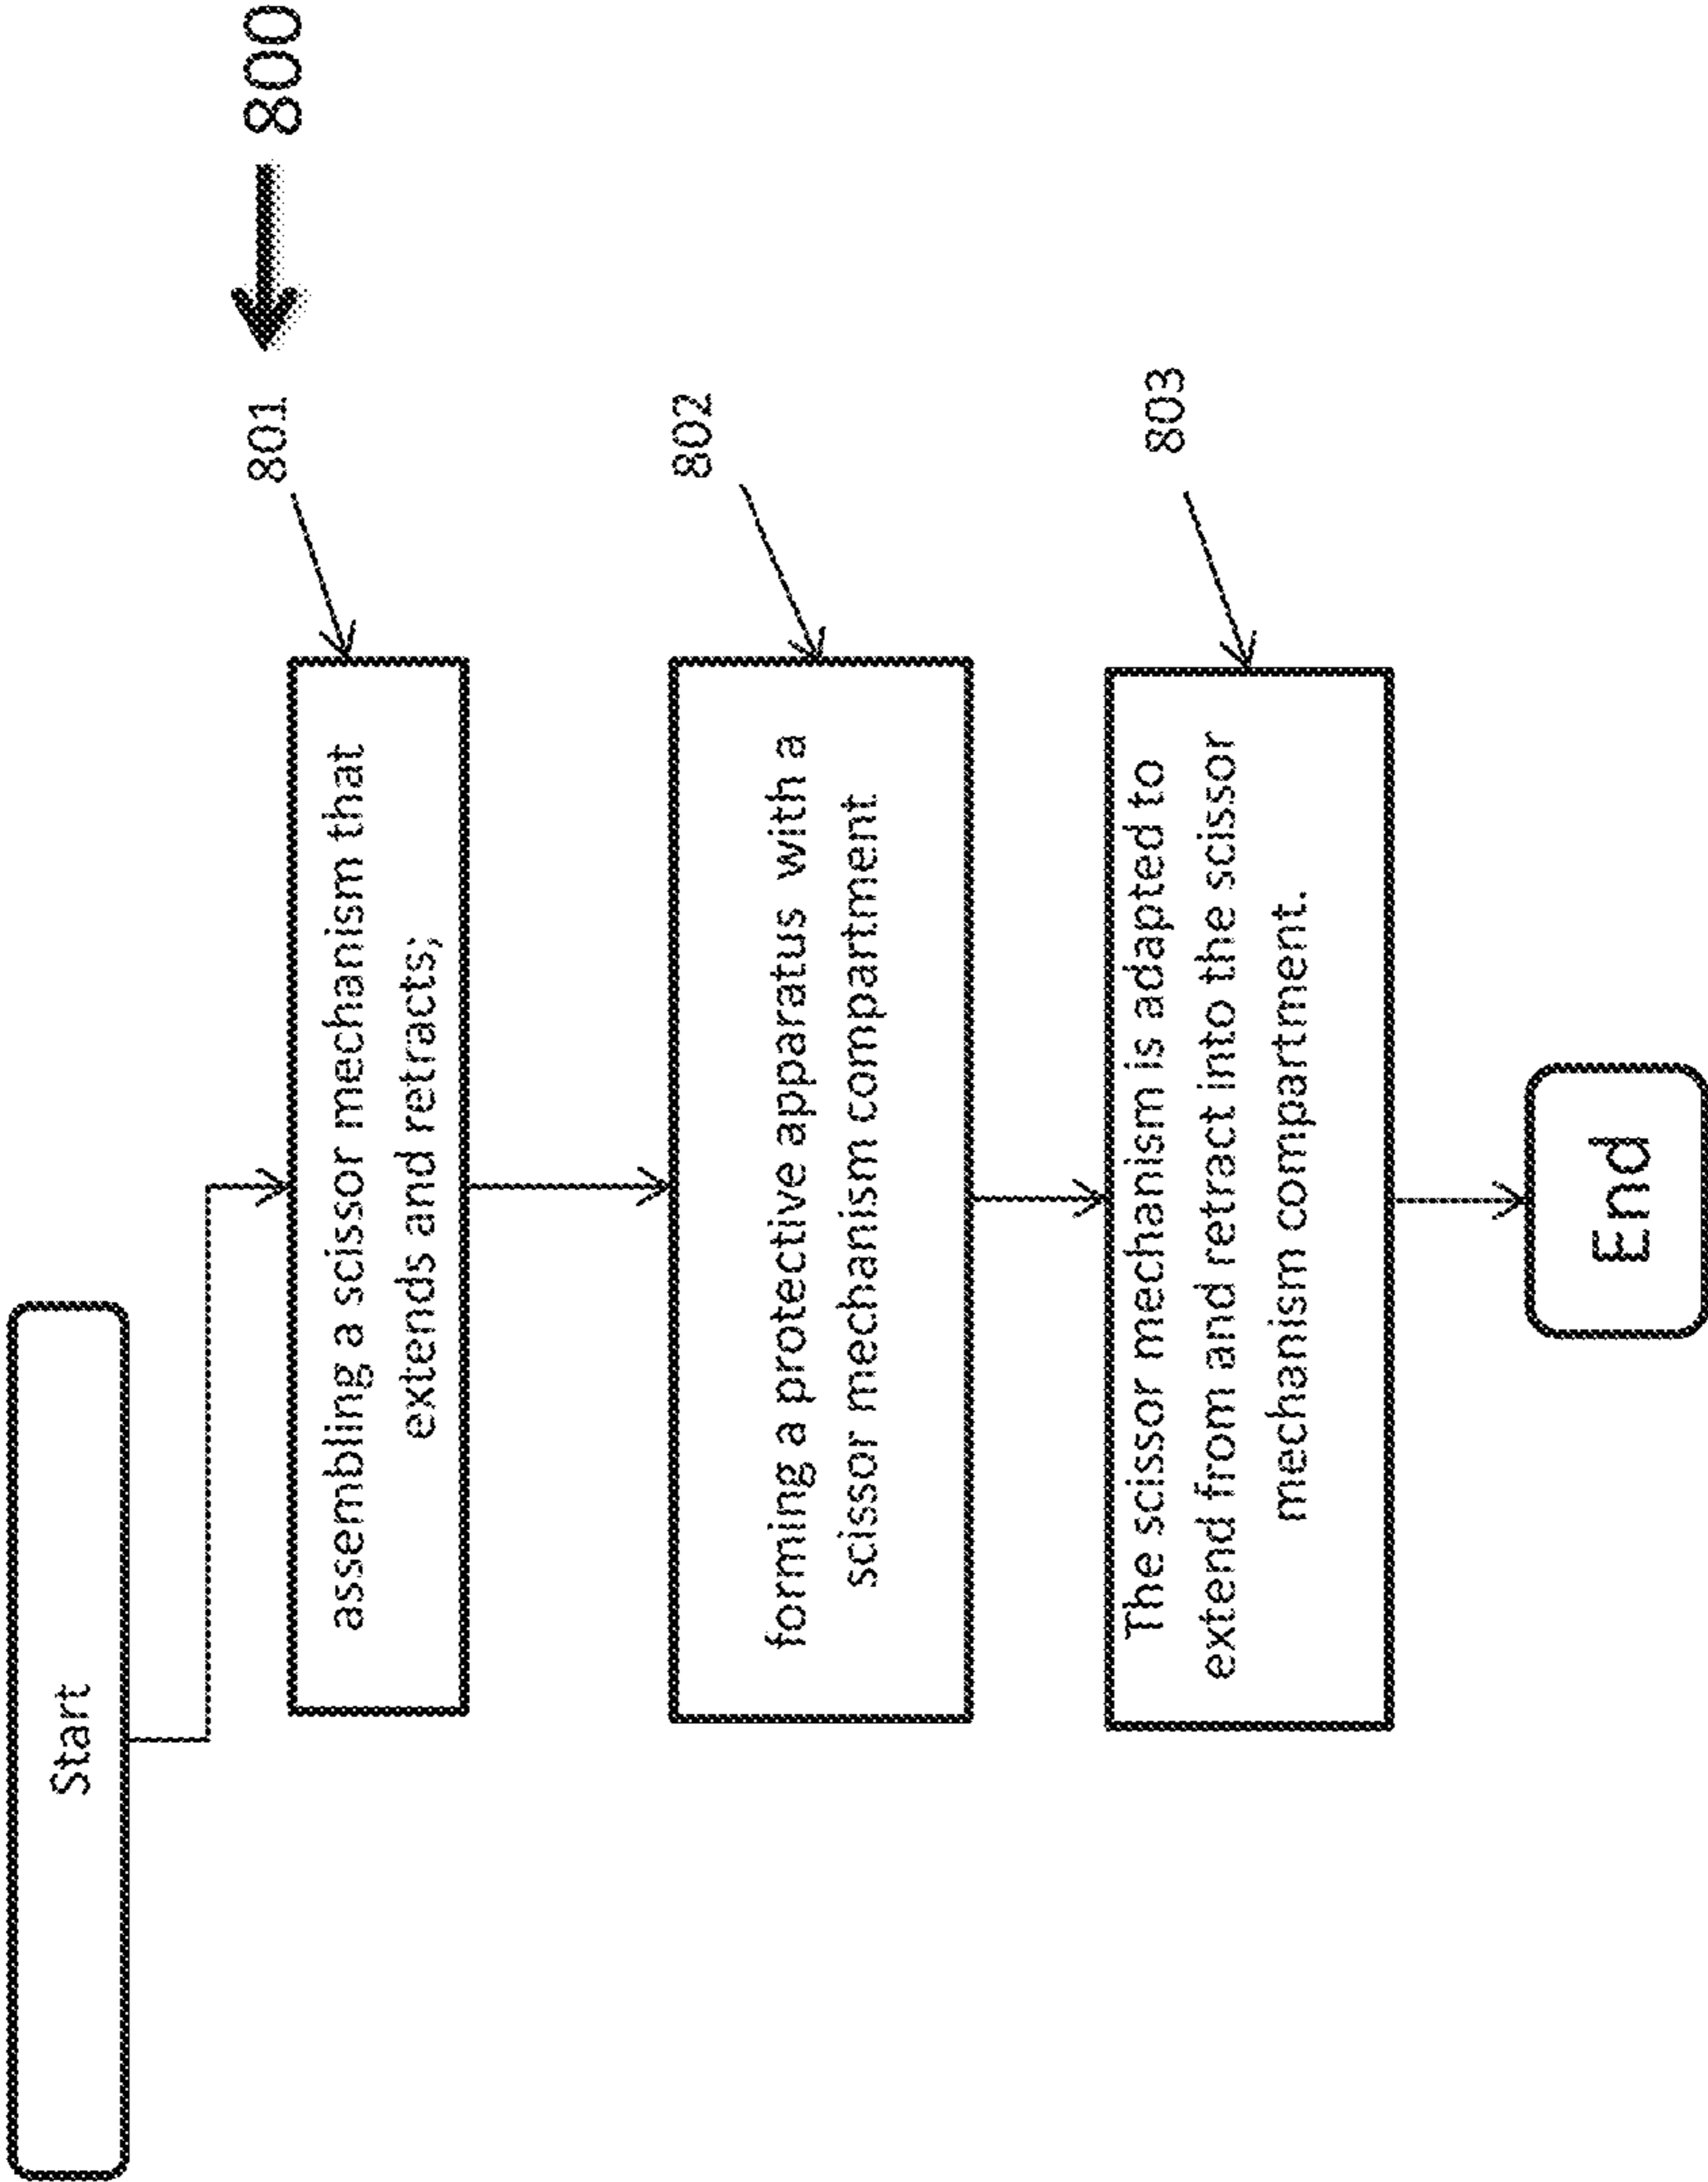 Start
800
801
assembling a scissor mechanism that
extends and retracts;
802
forming a protective apparatus with a
scissor mechanism compartment
803
The scissor mechanism is adapted to
extend from and retract into the scissor
mechanism compartment.
End